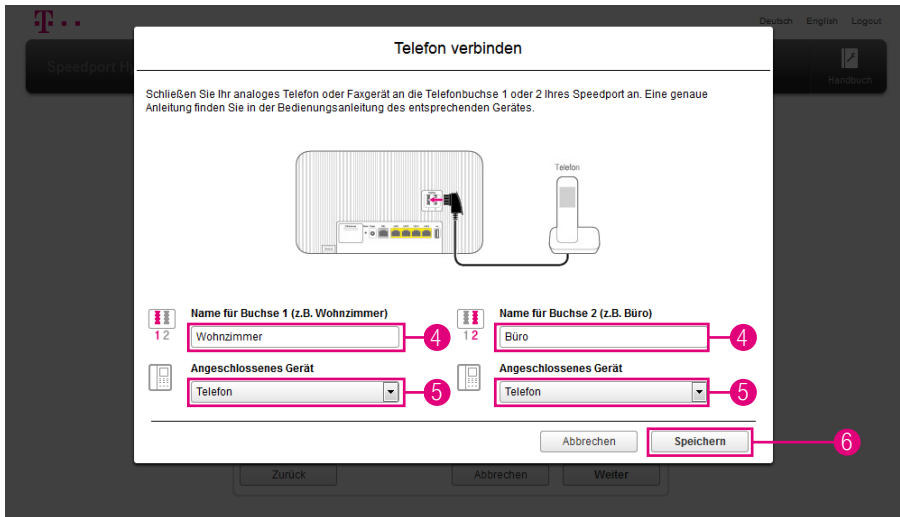 T
Deutsch English Logout
Speedport H
Handbuch
Telefon verbinden
Schließen Sie Ihr analoges Telefon oder Faxgerät an die Telefonbuchse 1 oder 2 Ihres Speedport an. Eine genaue
Anleitung finden Sie in der Bedienungsanleitung des entsprechenden Gerätes.
Telefon
Name für Buchse 1 (z.B. Wohnzimmer)
1 2
Wohnzimmer
4
Name für Buchse 2 (z.B. Büro)
1 2
Büro
4
Angeschlossenes Gerät
Telefon
5
Angeschlossenes Gerät
Telefon
5
Abbrechen
Speichern
6
Zurück
Abbrechen
Weiter